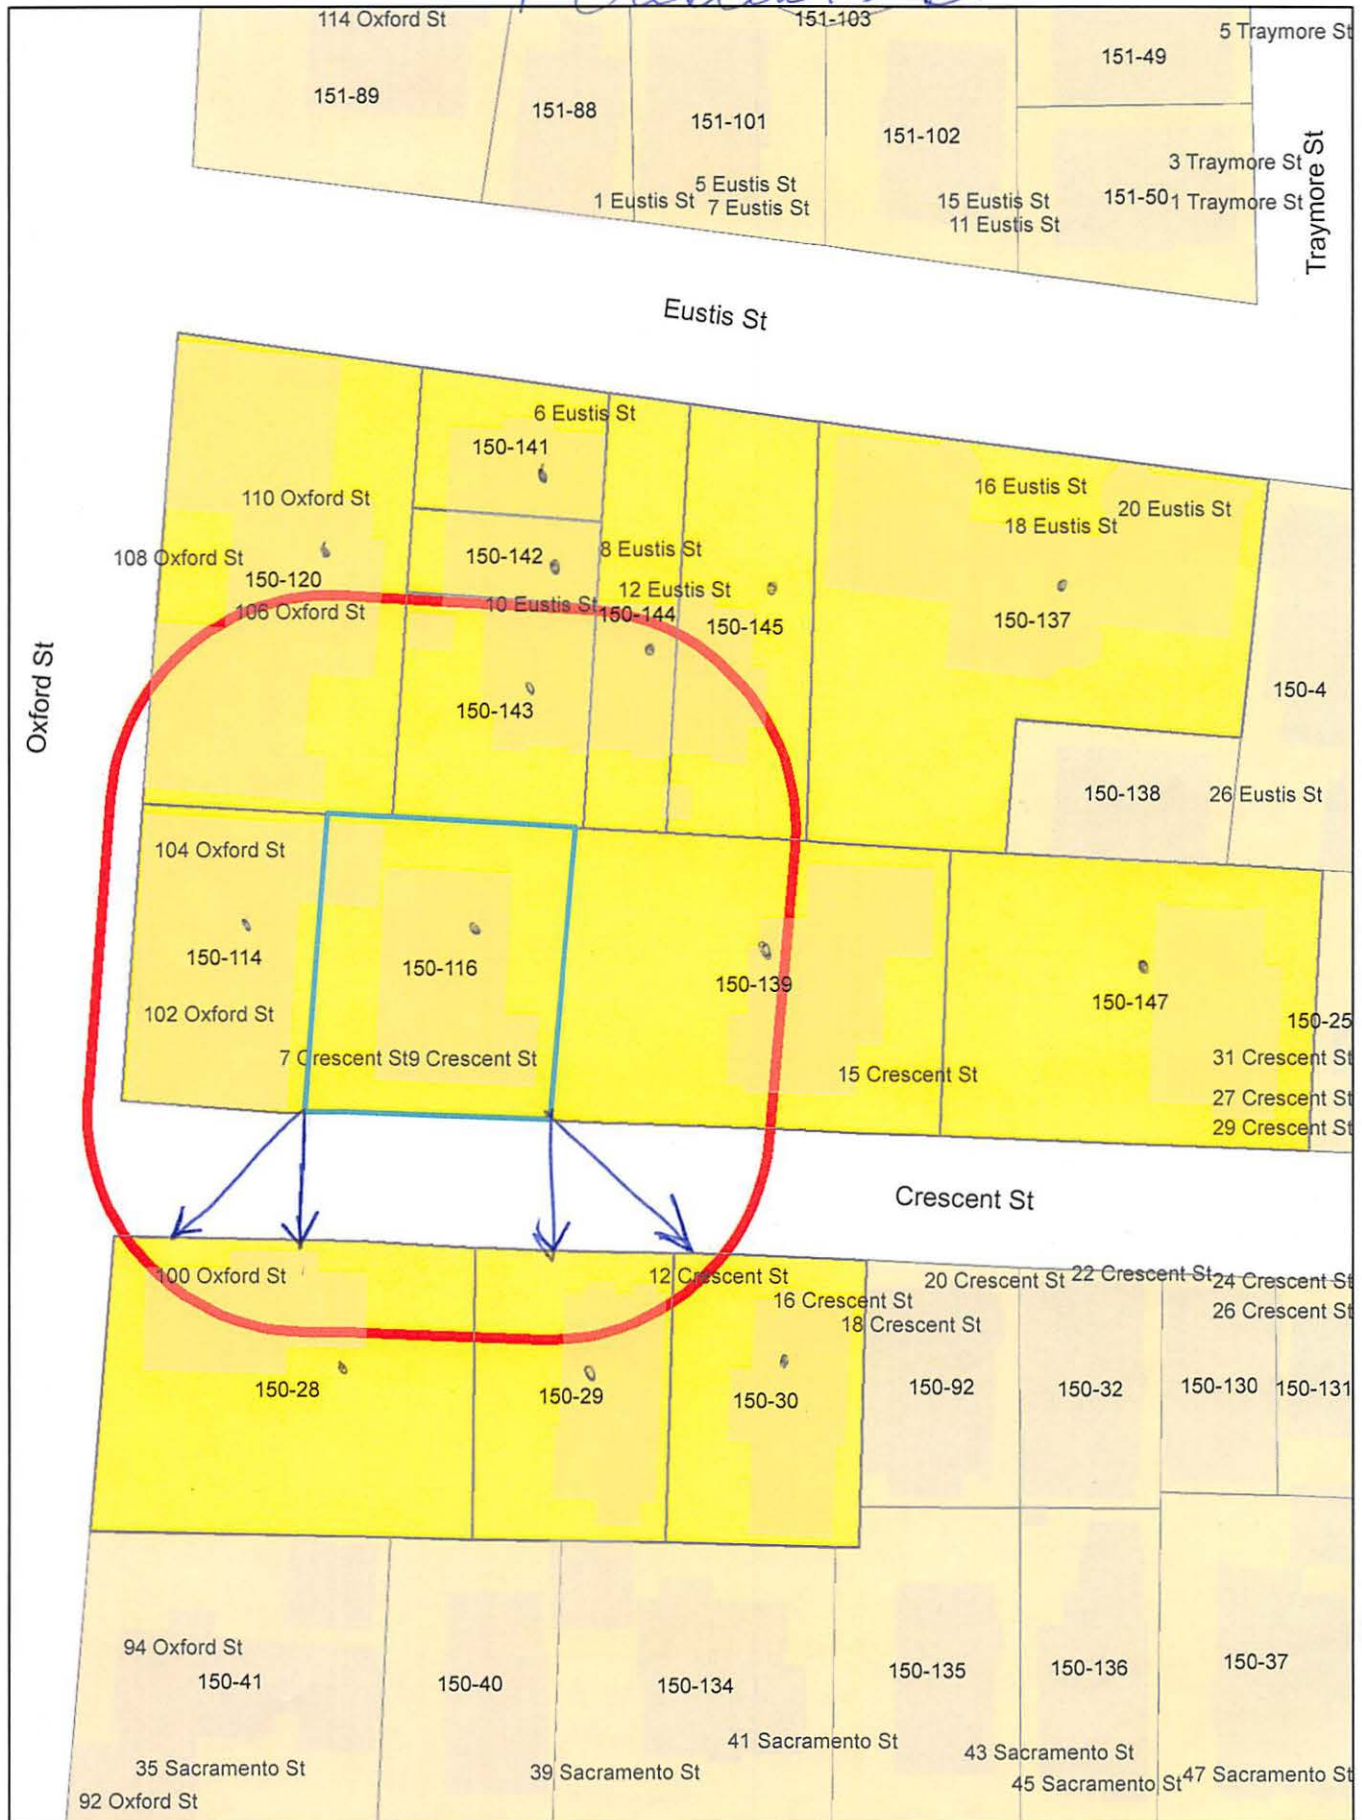 114 Oxford St
151-103
5 Traymore St
151-49
151-89
151-88
151-101
151-102
3 Traymore St
5 Eustis St
1 Eustis St
7 Eustis St
15 Eustis St
11 Eustis St
151-50
1 Traymore St
Traymore St
Eustis St
6 Eustis St
150-141
110 Oxford St
16 Eustis St
20 Eustis St
18 Eustis St
108 Oxford St
150-142
8 Eustis St
150-120
12 Eustis St
106 Oxford St
10 Eustis St
150-144
150-145
150-137
Oxford St
150-143
150-4
150-138
26 Eustis St
104 Oxford St
150-114
150-116
150-139
150-147
102 Oxford St
150-25
7 Crescent St
9 Crescent St
15 Crescent St
31 Crescent St
27 Crescent St
29 Crescent St
Crescent St
100 Oxford St
12 Crescent St
20 Crescent St
22 Crescent St
24 Crescent St
16 Crescent St
18 Crescent St
26 Crescent St
150-28
150-29
150-30
150-92
150-32
150-130
150-131
94 Oxford St
150-41
150-40
150-134
150-135
150-136
150-37
41 Sacramento St
43 Sacramento St
35 Sacramento St
39 Sacramento St
45 Sacramento St
47 Sacramento St
92 Oxford St